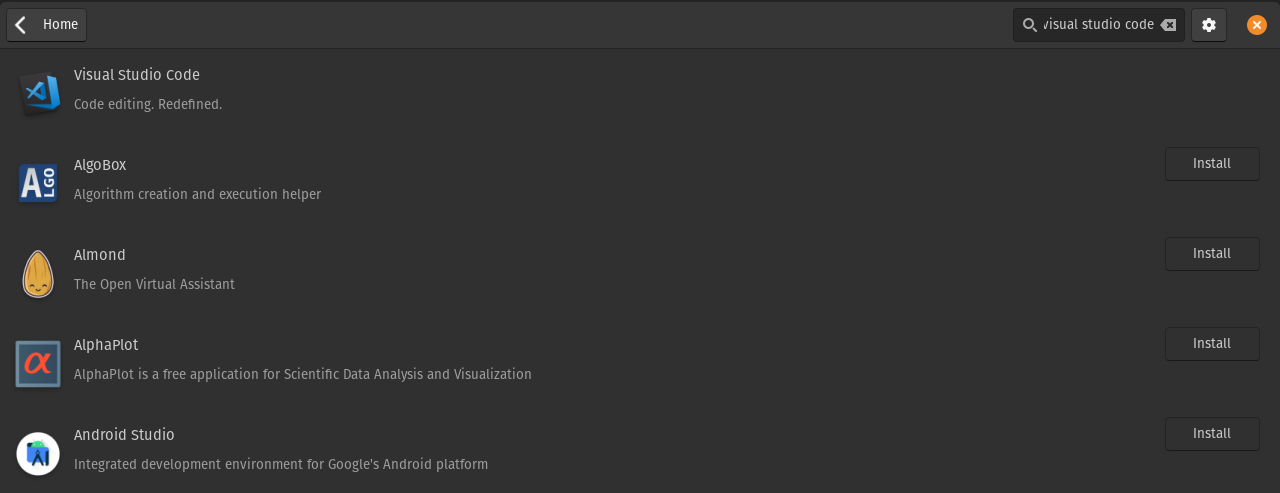 Home
visual studio code
Visual Studio Code
Code editing. Redefined.
AlgoBox
Install
Algorithm creation and execution helper
Almond
Install
The Open Virtual Assistant
AlphaPlot
Install
AlphaPlot is a free application for Scientific Data Analysis and Visualization
Android Studio
Install
Integrated development environment for Google's Android platform
A
LGO
α